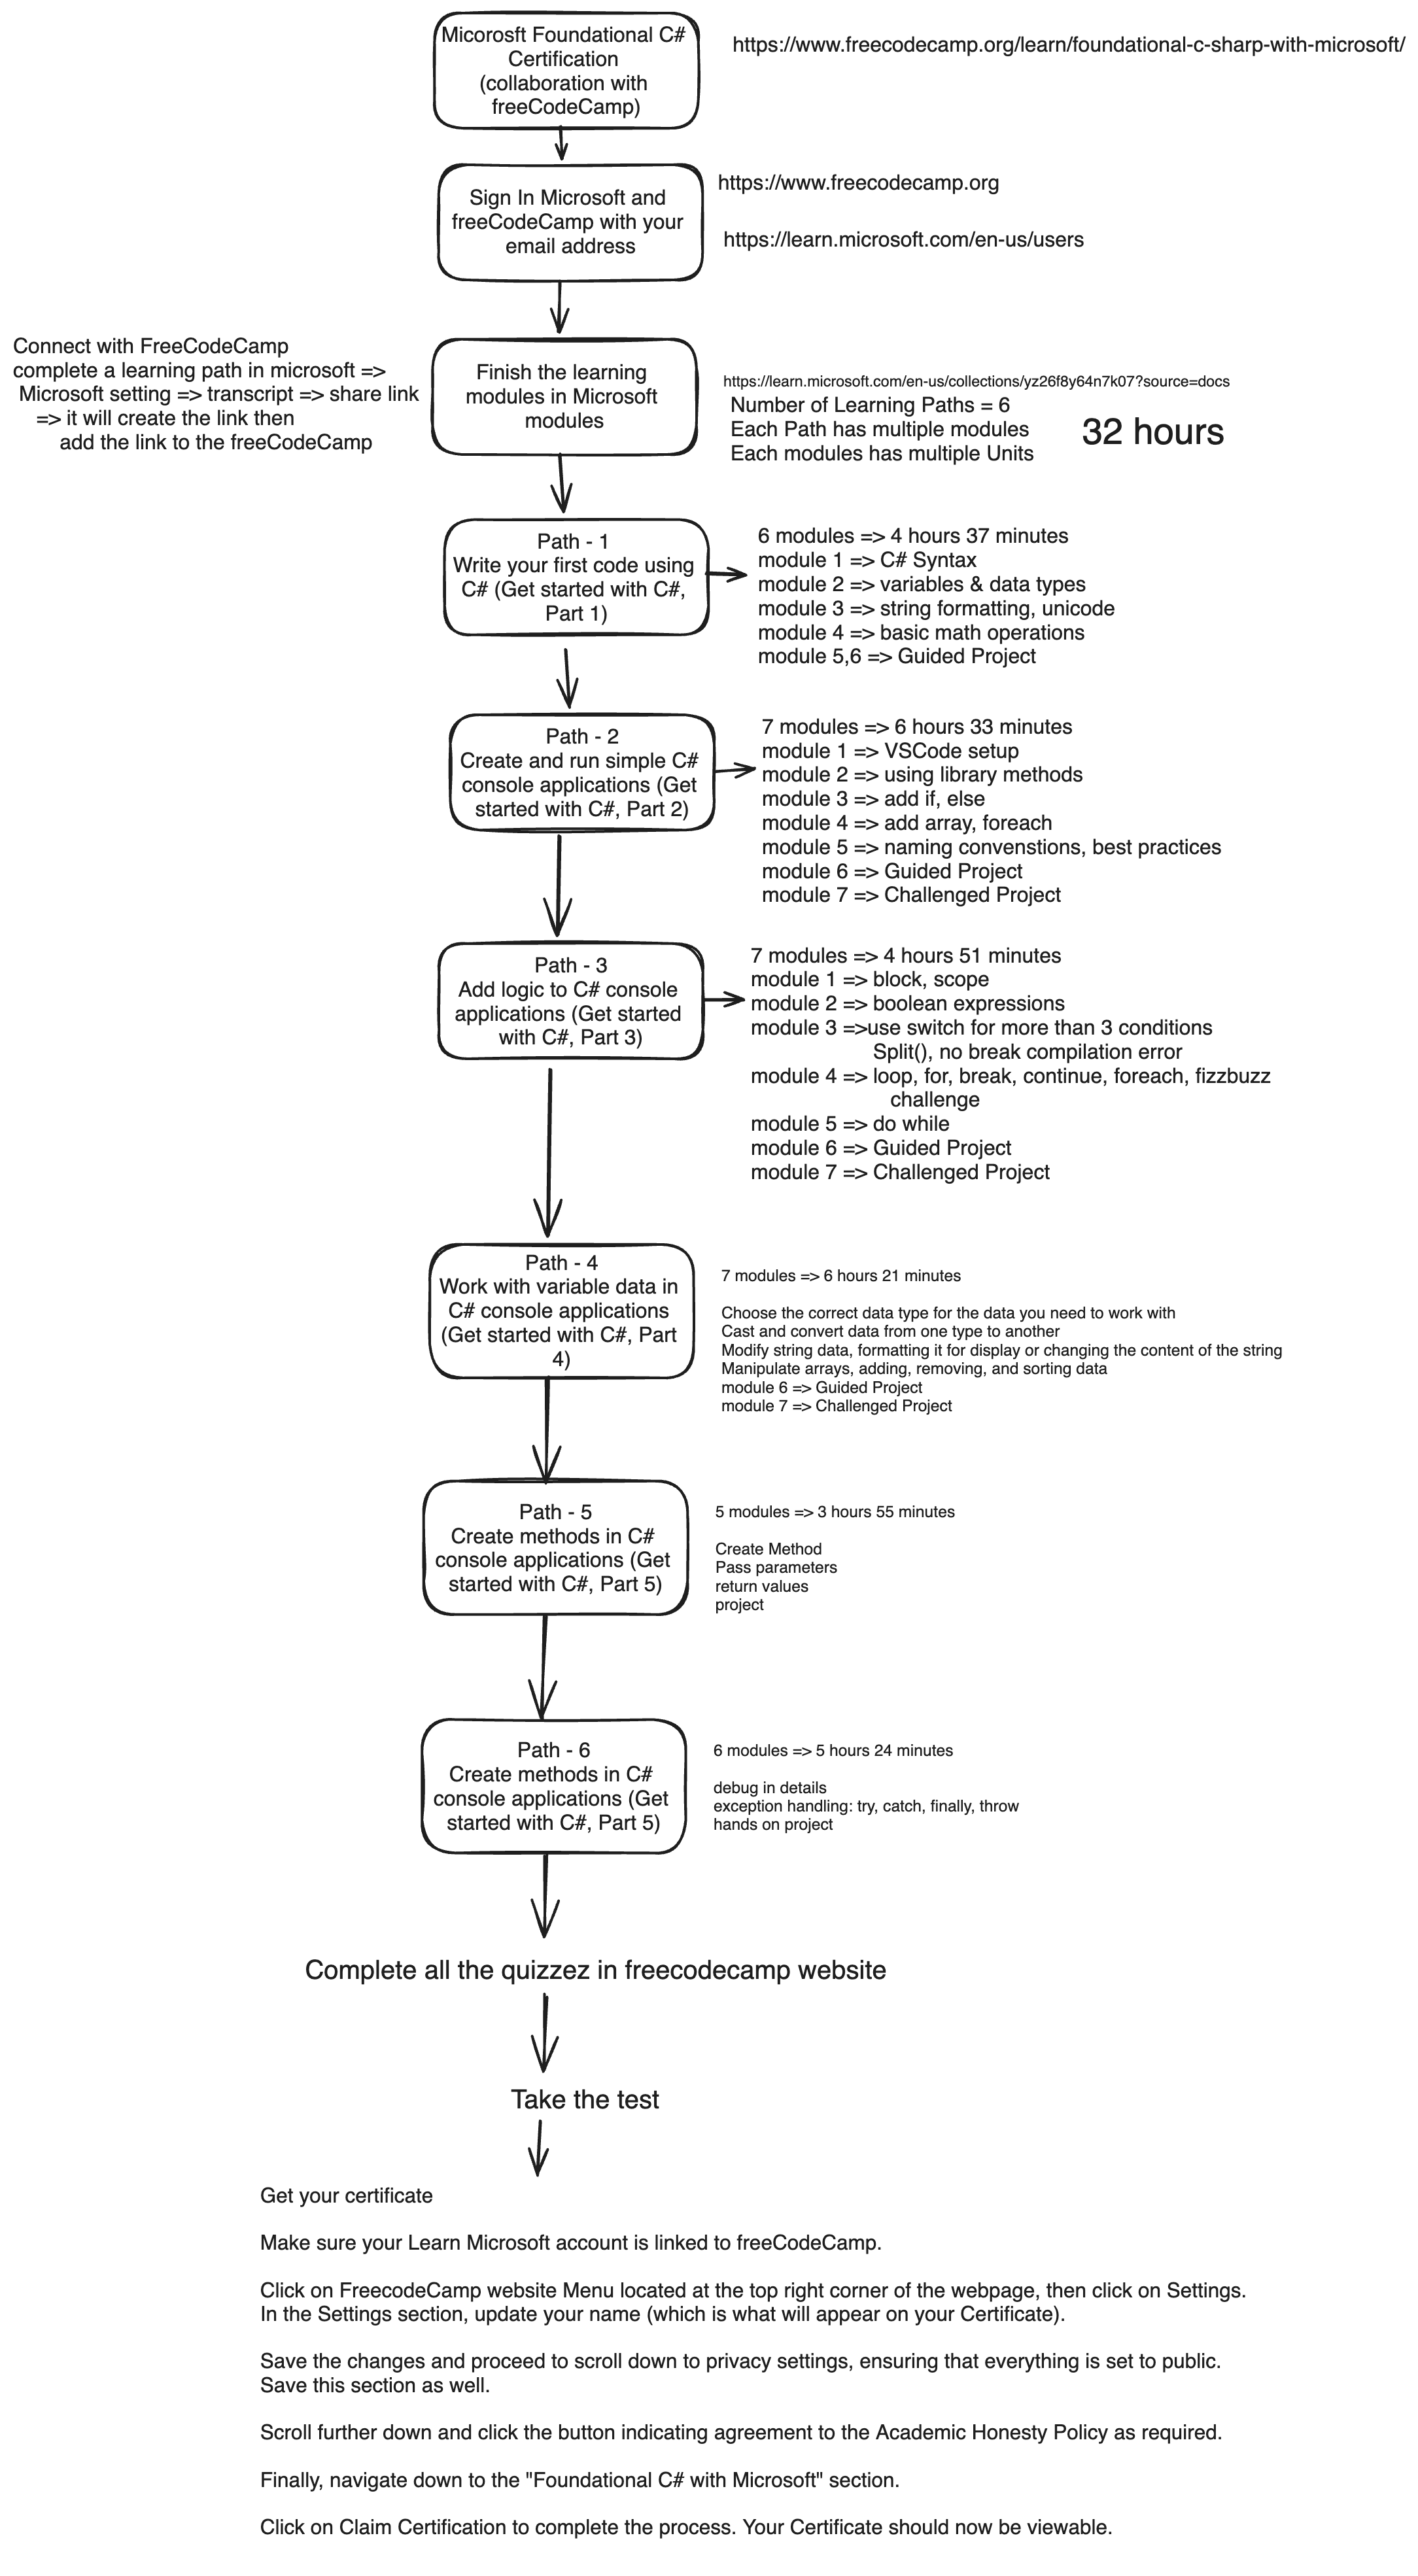 Micorosft Foundational C#
Certification
(collaboration with
freeCodeCamp)
https://www.freecodecamp.org/learn/foundational-c-sharp-with-microsoft/
Sign In Microsoft and
freeCodeCamp with your
email address
https://www.freecodecamp.org
https://learn.microsoft.com/en-us/users
Connect with FreeCodeCamp
complete a learning path in microsoft =>
Microsoft setting => transcript => share link
=> it will create the link then
add the link to the freeCodeCamp
Finish the learning
modules in Microsoft
modules
https://learn.microsoft.com/en-us/collections/yz26f8y64n7k07?source=docs
Number of Learning Paths = 6
Each Path has multiple modules
Each modules has multiple Units
32 hours
Path - 1
Write your first code using
C# (Get started with C#,
Part 1)
6 modules => 4 hours 37 minutes
module 1 => C# Syntax
module 2 => variables & data types
module 3 => string formatting, unicode
module 4 => basic math operations
module 5,6 => Guided Project
Path - 2
Create and run simple C#
console applications (Get
started with C#, Part 2)
7 modules => 6 hours 33 minutes
module 1 => VSCode setup
module 2 => using library methods
module 3 => add if, else
module 4 => add array, foreach
module 5 => naming convenstions, best practices
module 6 => Guided Project
module 7 => Challenged Project
Path - 3
Add logic to C# console
applications (Get started
with C#, Part 3)
7 modules => 4 hours 51 minutes
module 1 => block, scope
module 2 => boolean expressions
module 3 =>use switch for more than 3 conditions
Split(), no break compilation error
module 4 => loop, for, break, continue, foreach, fizzbuzz
challenge
module 5 => do while
module 6 => Guided Project
module 7 => Challenged Project
Path - 4
Work with variable data in
C# console applications
(Get started with C#, Part
4)
7 modules => 6 hours 21 minutes
Choose the correct data type for the data you need to work with
Cast and convert data from one type to another
Modify string data, formatting it for display or changing the content of the string
Manipulate arrays, adding, removing, and sorting data
module 6 => Guided Project
module 7 => Challenged Project
Path - 5
Create methods in C#
console applications (Get
started with C#, Part 5)
5 modules => 3 hours 55 minutes
Create Method
Pass parameters
return values
project
Path - 6
Create methods in C#
console applications (Get
started with C#, Part 5)
6 modules => 5 hours 24 minutes
debug in details
exception handling: try, catch, finally, throw
hands on project
Complete all the quizzez in freecodecamp website
Take the test
Get your certificate
Make sure your Learn Microsoft account is linked to freeCodeCamp.
Click on FreecodeCamp website Menu located at the top right corner of the webpage, then click on Settings.
In the Settings section, update your name (which is what will appear on your Certificate).
Save the changes and proceed to scroll down to privacy settings, ensuring that everything is set to public.
Save this section as well.
Scroll further down and click the button indicating agreement to the Academic Honesty Policy as required.
Finally, navigate down to the "Foundational C# with Microsoft" section.
Click on Claim Certification to complete the process. Your Certificate should now be viewable.